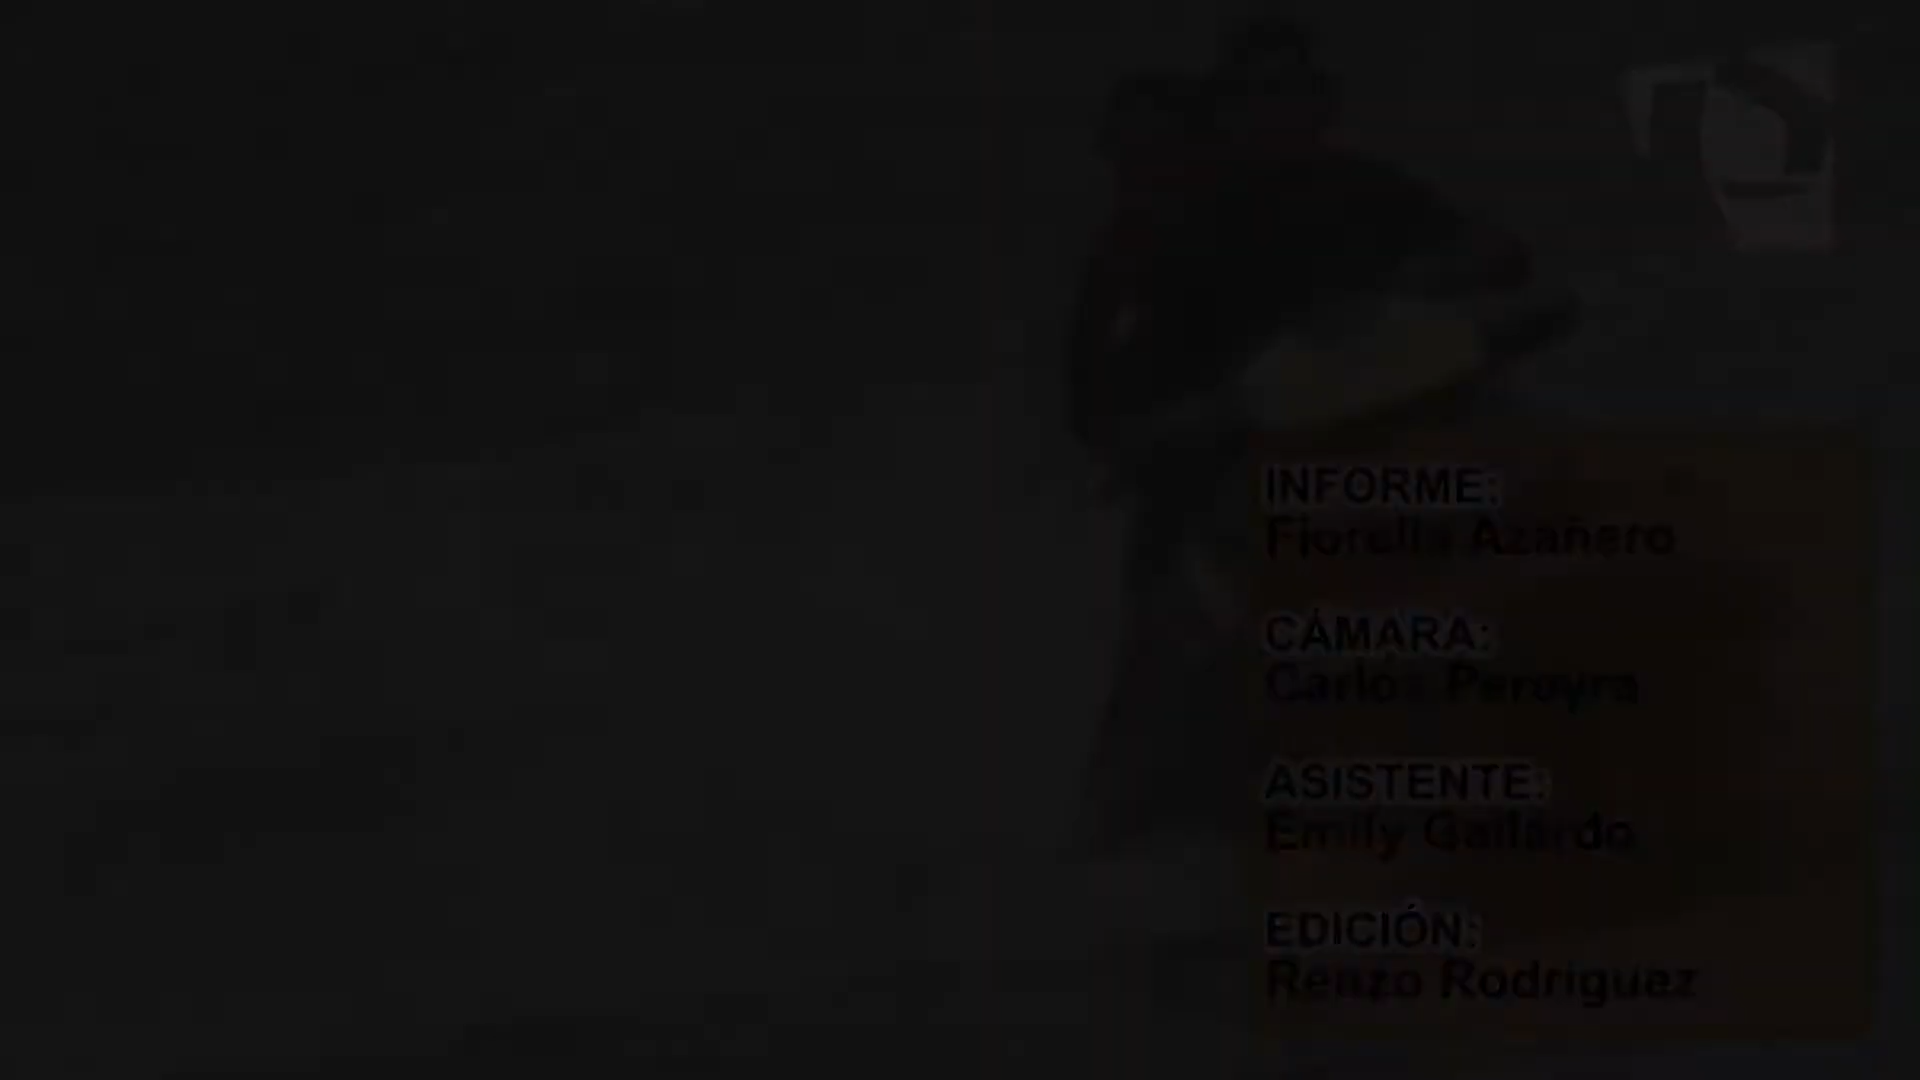 INFORME:
Fiorella Azañero
CÁMARA:
Carlos Pereyra
ASISTENTE:
Emily Gallardo
EDICIÓN:
Renzo Rodriguez